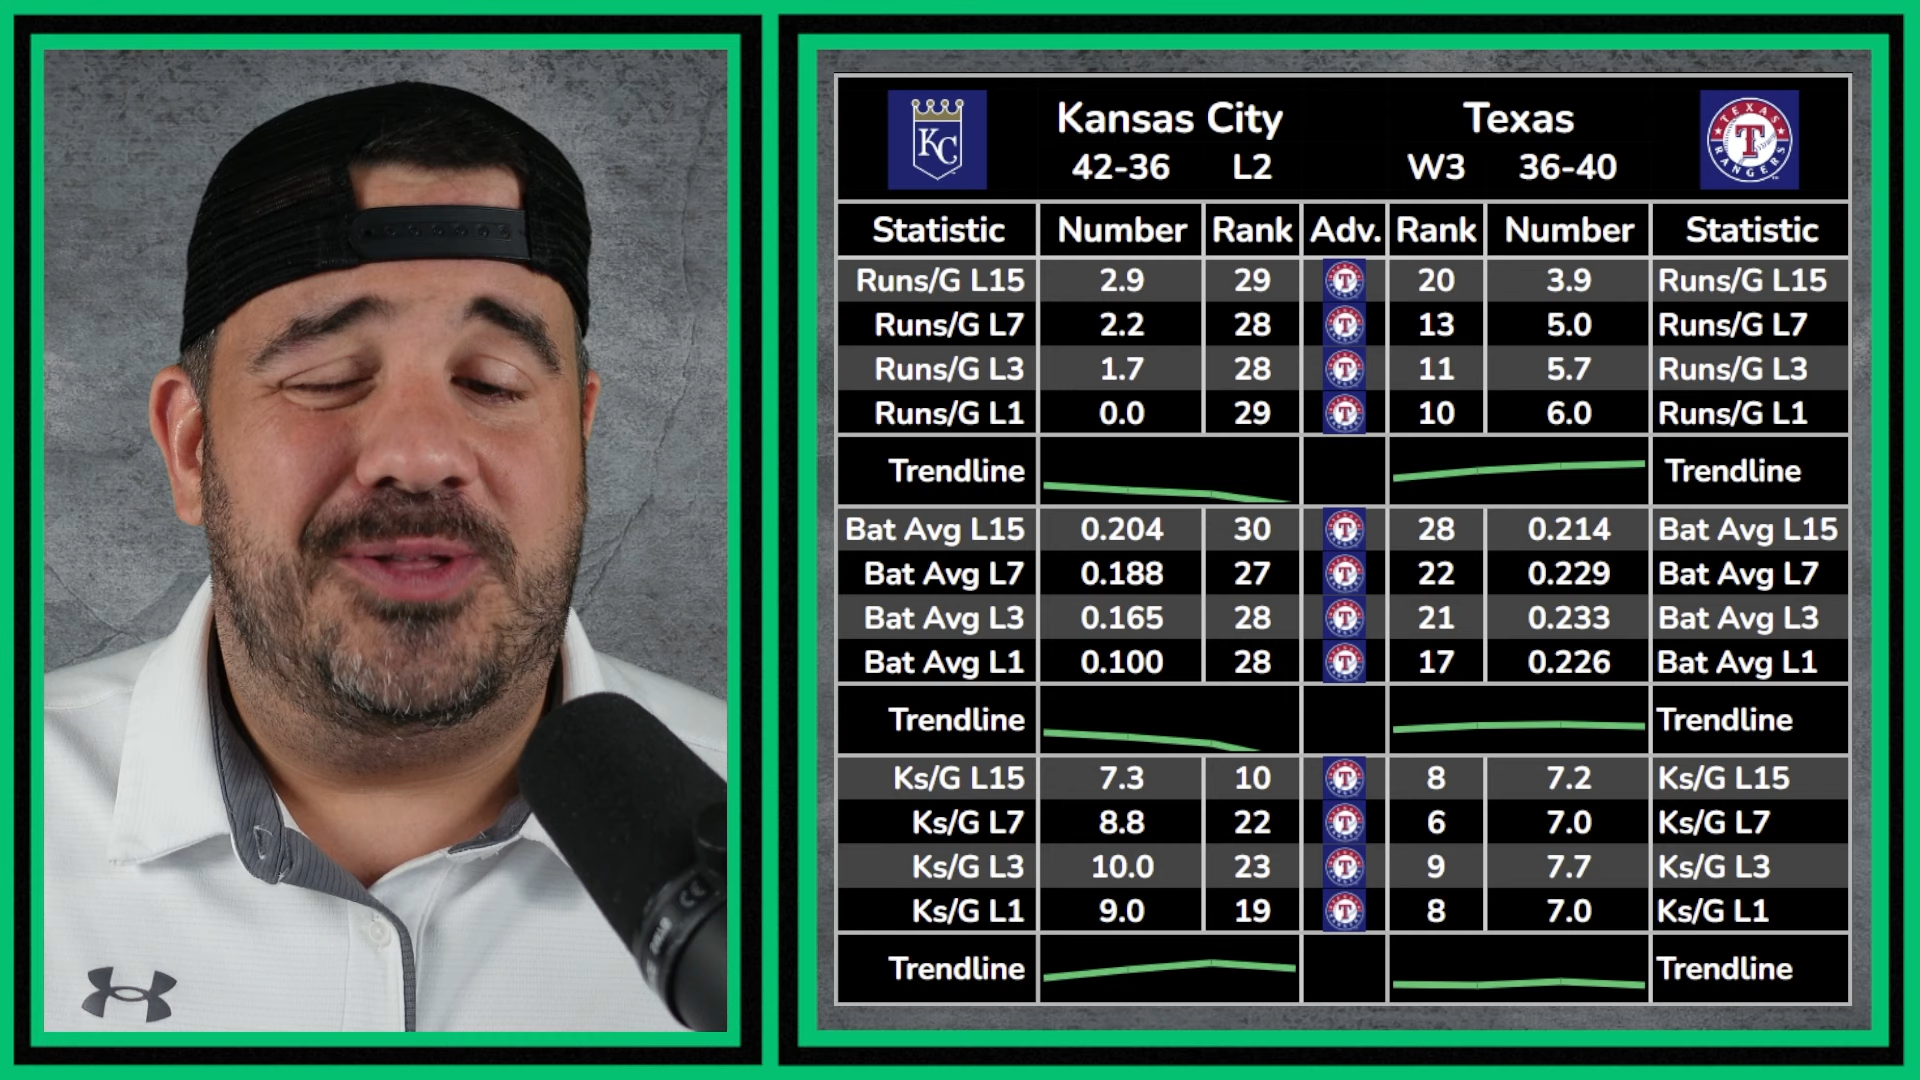 KC
Kansas City
Texas
TEXAS T RANGERS
42-36 L2
W3 36-40
Statistic Number Rank Adv. Rank Number Statistic
Runs/G L15 2.9 29 T 20 3.9 Runs/G L15
Runs/G L7 2.2 28 T 13 5.0 Runs/G L7
Runs/G L3 1.7 28 T 11 5.7 Runs/G L3
Runs/G L1 0.0 29 T 10 6.0 Runs/G L1
Trendline Trendline
Bat Avg L15 0.204 30 T 28 0.214 Bat Avg L15
Bat Avg L7 0.188 27 T 22 0.229 Bat Avg L7
Bat Avg L3 0.165 28 T 21 0.233 Bat Avg L3
Bat Avg L1 0.100 28 T 17 0.226 Bat Avg L1
Trendline Trendline
Ks/G L15 7.3 10 T 8 7.2 Ks/G L15
Ks/G L7 8.8 22 T 6 7.0 Ks/G L7
Ks/G L3 10.0 23 T 9 7.7 Ks/G L3
Ks/G L1 9.0 19 T 8 7.0 Ks/G L1
Trendline Trendline